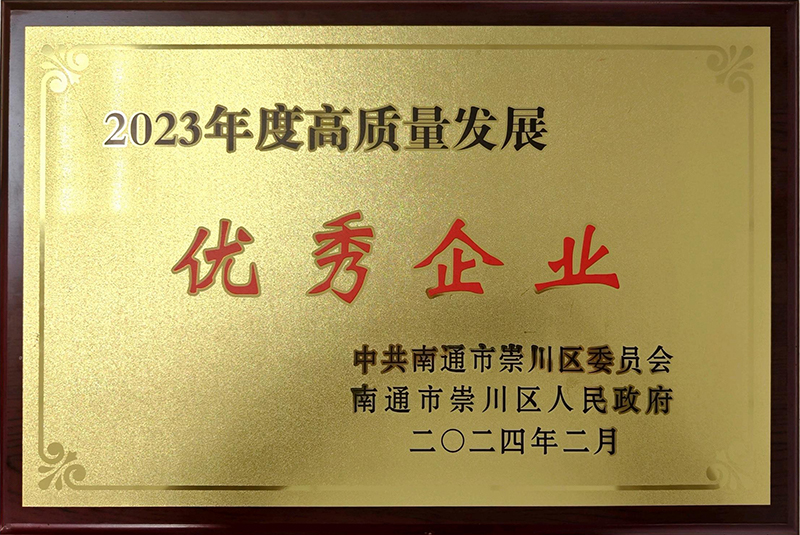 2023年度高质量发展
优秀企业
中共南通市崇川区委员会
南通市崇川区人民政府
二〇二四年二月